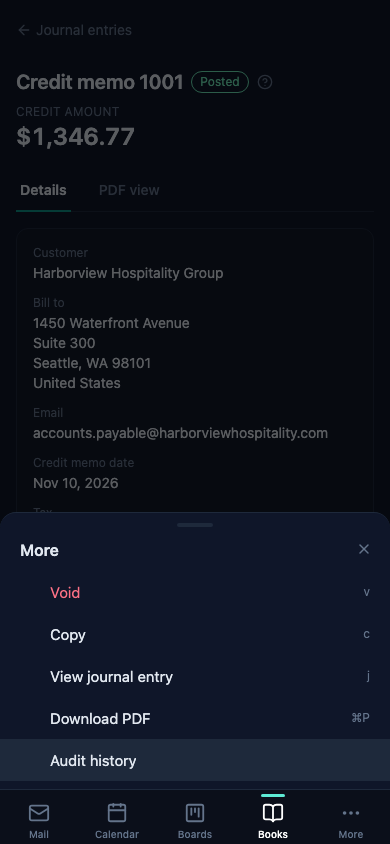 Journal entries
Credit memo 1001 Posted
CREDIT AMOUNT
$1,346.77
Details PDF view
Customer
Harborview Hospitality Group
Bill to
1450 Waterfront Avenue
Suite 300
Seattle, WA 98101
United States
Email
accounts.payable@harborviewhospitality.com
Credit memo date
Nov 10, 2026
More
Void v
Copy c
View journal entry j
Download PDF ⌘P
Audit history
Mail Calendar Boards Books More